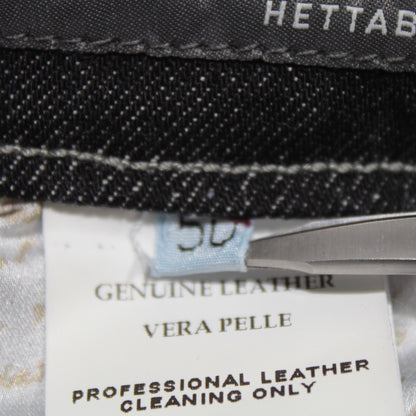 HETTAB
50
GENUINE LEATHER
VERA PELLE
PROFESSIONAL LEATHER
CLEANING ONLY